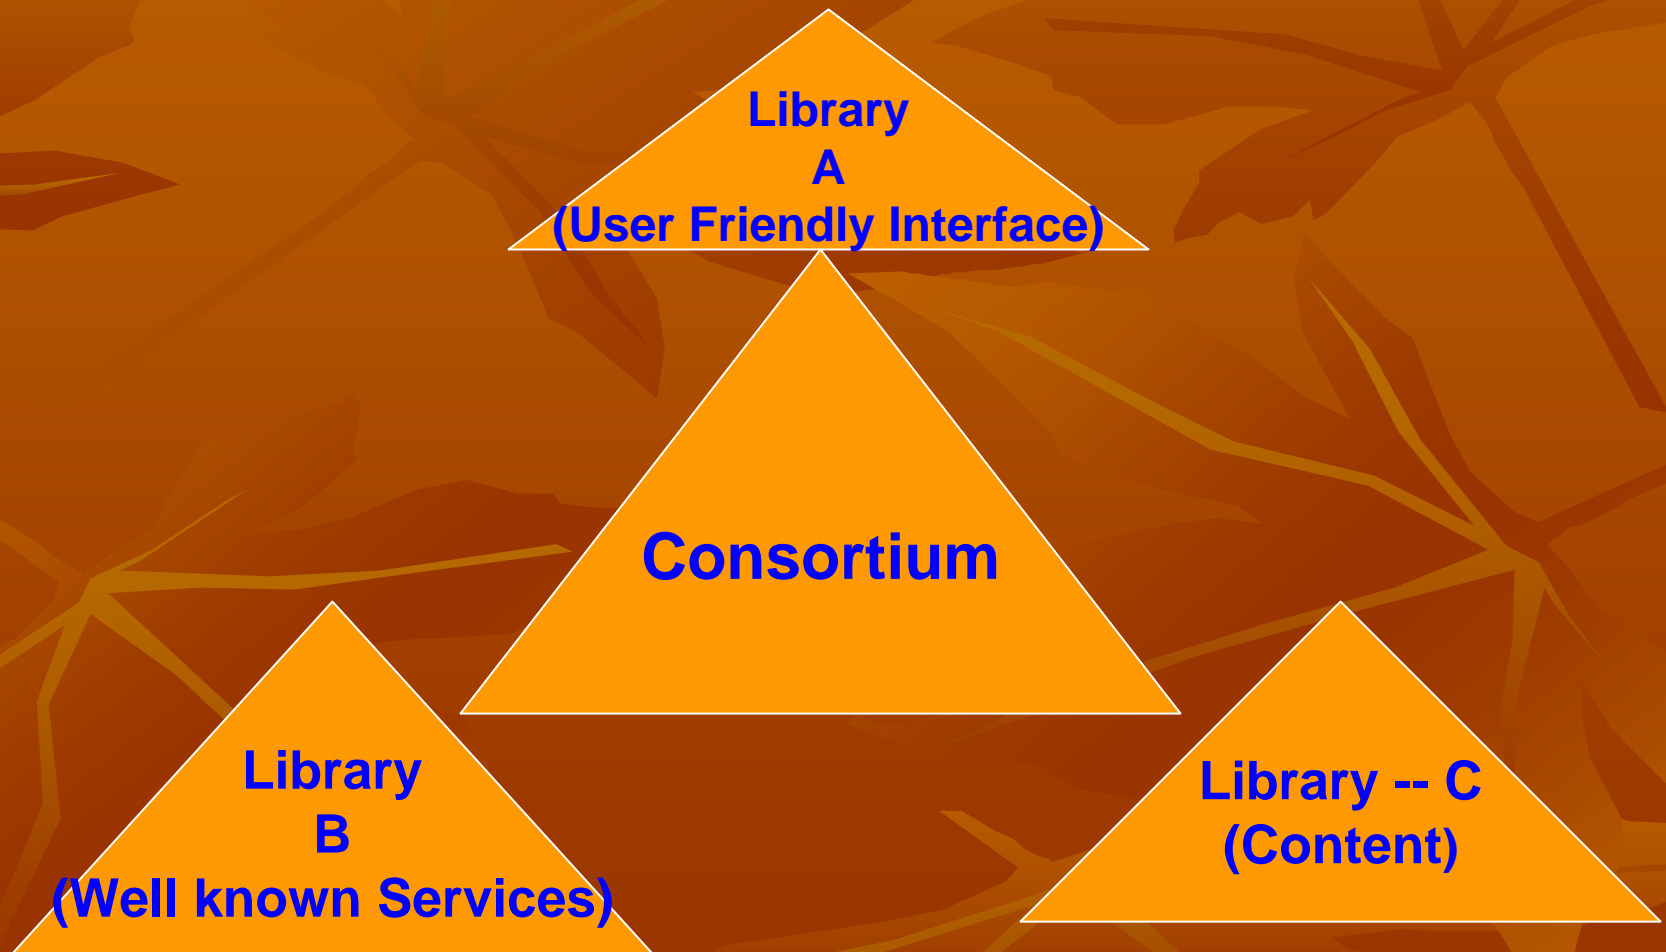 Library
A
(User Friendly Interface)
Consortium
Library
B
(Well known Services)
Library -- C
(Content)